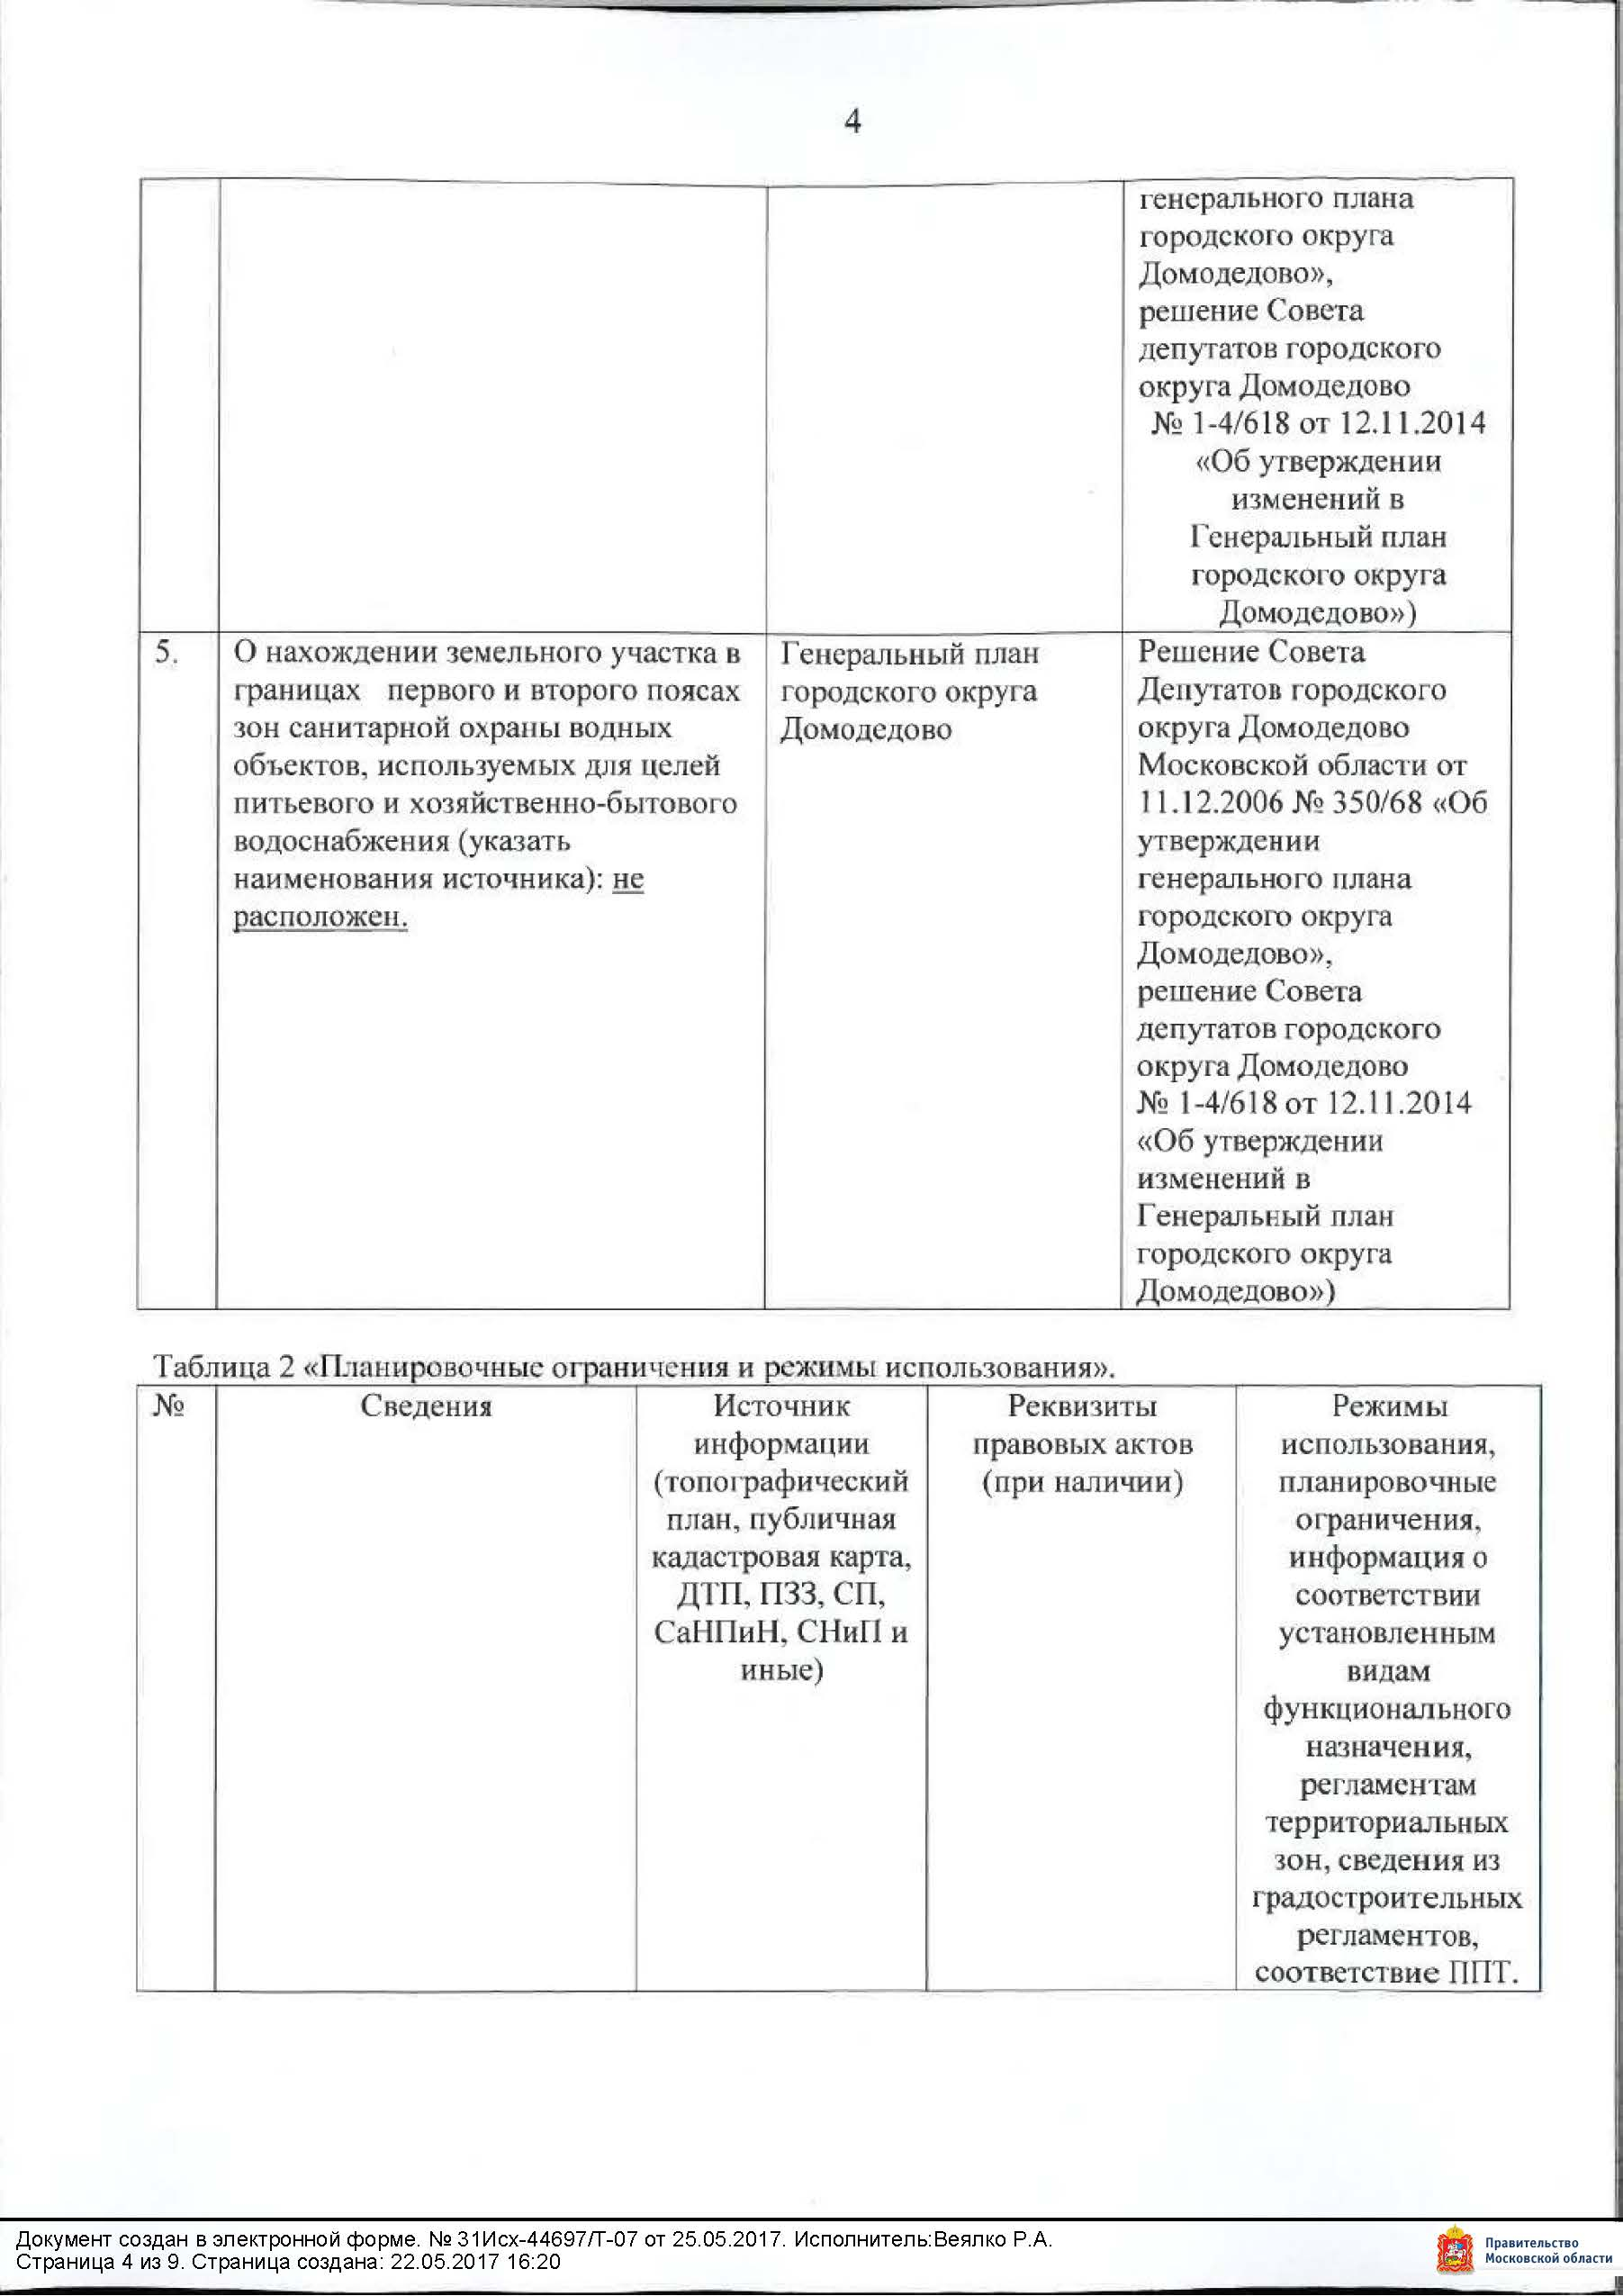 4
генерального плана
городского округа
Домодедово»,
решение Совета
депутатов городского
округа Домодедово
№ 1-4/618 от 12.11.2014
«Об утверждении
изменений в
Генеральный план
городского округа
Домодедово»)
5.
О нахождении земельного участка в
границах первого и второго поясах
зон санитарной охраны водных
объектов, используемых для целей
питьевого и хозяйственно-бытового
водоснабжения (указать
наименования источника): не
расположен.
Генеральный план
городского округа
Домодедово
Решение Совета
Депутатов городского
округа Домодедово
Московской области от
11.12.2006 № 350/68 «Об
утверждении
генерального плана
городского округа
Домодедово»,
решение Совета
депутатов городского
округа Домодедово
№ 1-4/618 от 12.11.2014
«Об утверждении
изменений в
Генеральный план
городского округа
Домодедово»)
Таблица 2 «Планировочные ограничения и режимы использования».
№
Сведения
Источник
информации
(топографический
план, публичная
кадастровая карта,
ДТП, ПЗЗ, СП,
СаНПиН, СНиП и
иные)
Реквизиты
правовых актов
(при наличии)
Режимы
использования,
планировочные
ограничения,
информация о
соответствии
установленным
видам
функционального
назначения,
регламентам
территориальных
зон, сведения из
градостроительных
регламентов,
соответствие ППТ.
Документ создан в электронной форме. № 31Исх-44697/Т-07 от 25.05.2017. Исполнитель:Веялко Р.А.
Страница 4 из 9. Страница создана: 22.05.2017 16:20
Правительство
Московской области